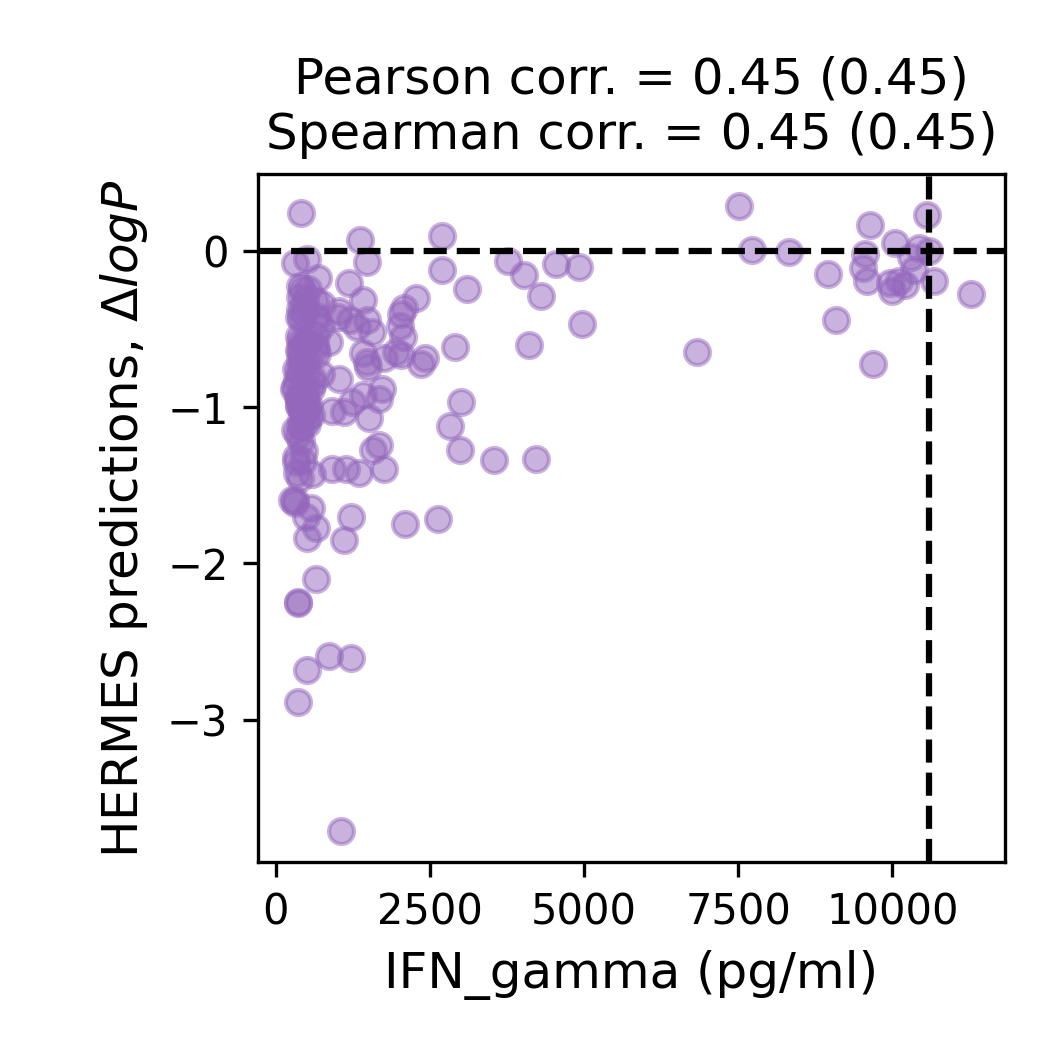 Pearson corr. = 0.45 (0.45)
Spearman corr. = 0.45 (0.45)
HERMES predictions, ΔlogP
0
−1
−2
−3
0 2500 5000 7500 10000
IFN_gamma (pg/ml)